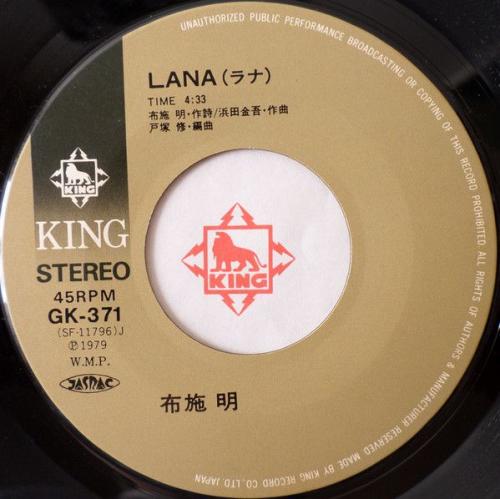 UNAUTHORIZED PUBLIC PERFORMANCE BROADCASTING OR COPYING OF THIS RECORD PROHIBITED. ALL RIGHTS OF AUTHORS & MANUFACTURER RESERVED MADE BY KING RECORD CO., LTD JAPAN
LANA(ラナ)
TIME 4:33
布施 明・作詩/浜田金吾・作曲
戸塚 修・編曲
KING
KING
STEREO
45RPM
GK-371
(SF-11796)J
Ⓟ1979
W.M.P.
JASRAC
KING
布施 明